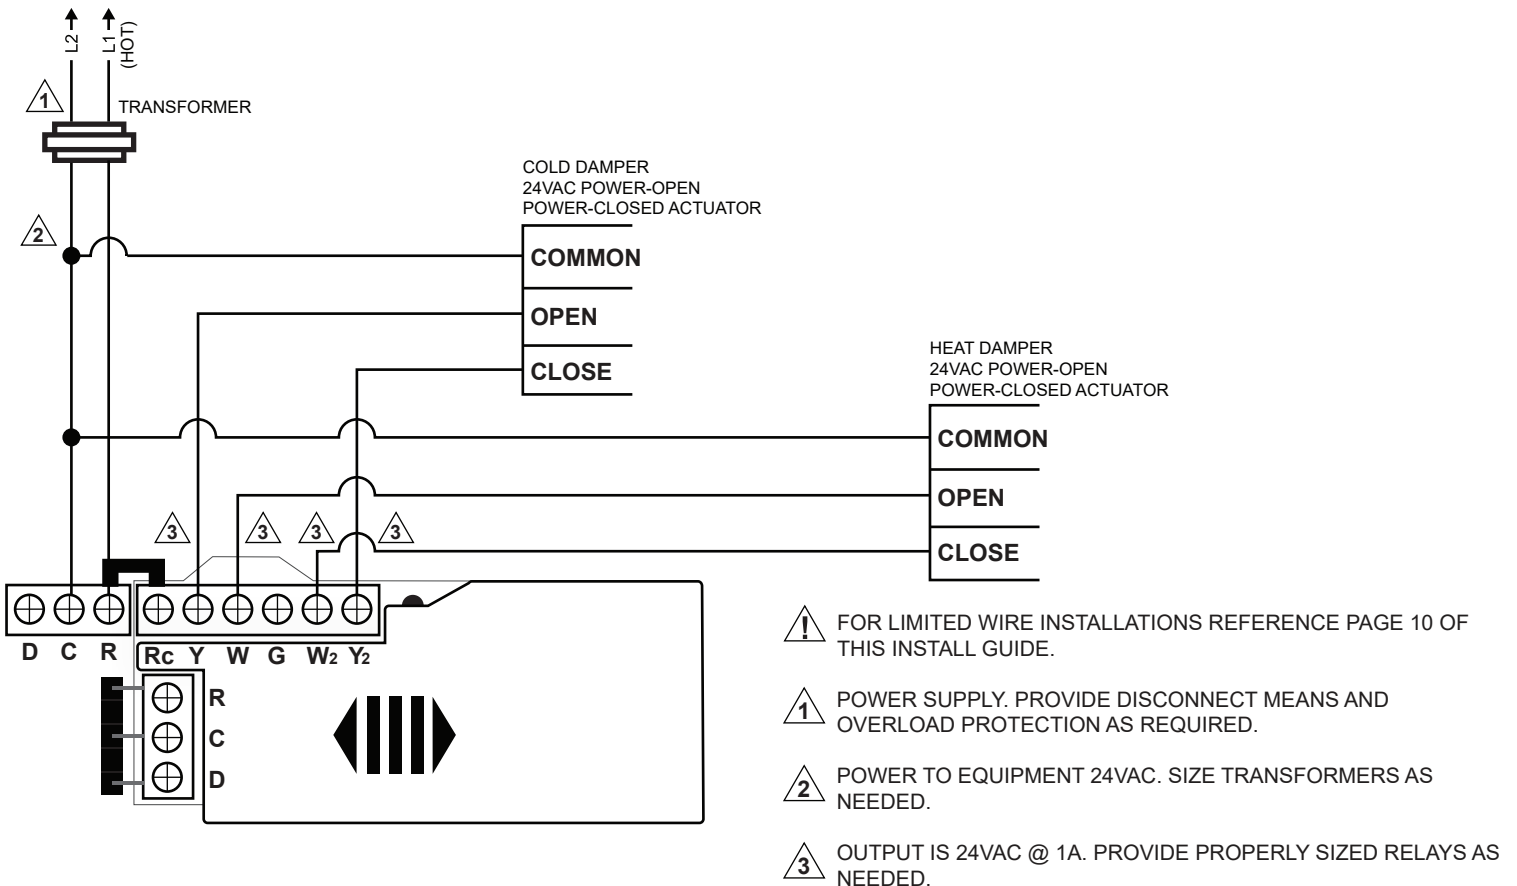 L2
L1
(HOT)
1
TRANSFORMER
2
COLD DAMPER
24VAC POWER-OPEN
POWER-CLOSED ACTUATOR
COMMON
OPEN
CLOSE
HEAT DAMPER
24VAC POWER-OPEN
POWER-CLOSED ACTUATOR
COMMON
OPEN
CLOSE
3
3
3
3
D C R Rc Y W G W2 Y2
R
C
D
! FOR LIMITED WIRE INSTALLATIONS REFERENCE PAGE 10 OF
THIS INSTALL GUIDE.
1 POWER SUPPLY. PROVIDE DISCONNECT MEANS AND
OVERLOAD PROTECTION AS REQUIRED.
2 POWER TO EQUIPMENT 24VAC. SIZE TRANSFORMERS AS
NEEDED.
3 OUTPUT IS 24VAC @ 1A. PROVIDE PROPERLY SIZED RELAYS AS
NEEDED.